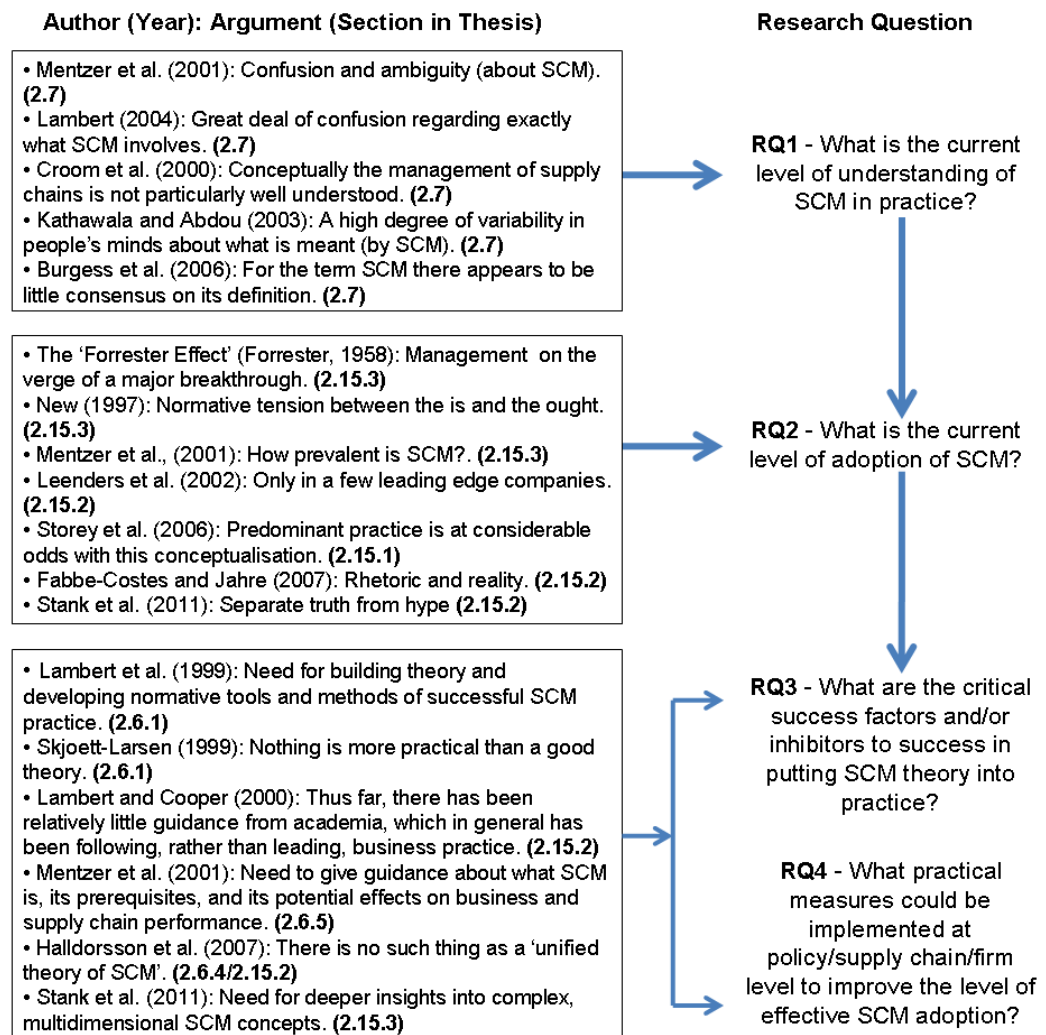 Author (Year): Argument (Section in Thesis)
Research Question
• Mentzer et al. (2001): Confusion and ambiguity (about SCM).
(2.7)
• Lambert (2004): Great deal of confusion regarding exactly
what SCM involves. (2.7)
• Croom et al. (2000): Conceptually the management of supply
chains is not particularly well understood. (2.7)
• Kathawala and Abdou (2003): A high degree of variability in
people's minds about what is meant (by SCM). (2.7)
• Burgess et al. (2006): For the term SCM there appears to be
little consensus on its definition. (2.7)
RQ1 - What is the current
level of understanding of
SCM in practice?
• The 'Forrester Effect' (Forrester, 1958): Management on the
verge of a major breakthrough. (2.15.3)
• New (1997): Normative tension between the is and the ought.
(2.15.3)
• Mentzer et al., (2001): How prevalent is SCM?. (2.15.3)
• Leenders et al. (2002): Only in a few leading edge companies.
(2.15.2)
• Storey et al. (2006): Predominant practice is at considerable
odds with this conceptualisation. (2.15.1)
• Fabbe-Costes and Jahre (2007): Rhetoric and reality. (2.15.2)
• Stank et al. (2011): Separate truth from hype (2.15.2)
RQ2 - What is the current
level of adoption of SCM?
• Lambert et al. (1999): Need for building theory and
developing normative tools and methods of successful SCM
practice. (2.6.1)
• Skjoett-Larsen (1999): Nothing is more practical than a good
theory. (2.6.1)
• Lambert and Cooper (2000): Thus far, there has been
relatively little guidance from academia, which in general has
been following, rather than leading, business practice. (2.15.2)
• Mentzer et al. (2001): Need to give guidance about what SCM
is, its prerequisites, and its potential effects on business and
supply chain performance. (2.6.5)
• Halldorsson et al. (2007): There is no such thing as a 'unified
theory of SCM'. (2.6.4/2.15.2)
• Stank et al. (2011): Need for deeper insights into complex,
multidimensional SCM concepts. (2.15.3)
RQ3 - What are the critical
success factors and/or
inhibitors to success in
putting SCM theory into
practice?
RQ4 - What practical
measures could be
implemented at
policy/supply chain/firm
level to improve the level of
effective SCM adoption?